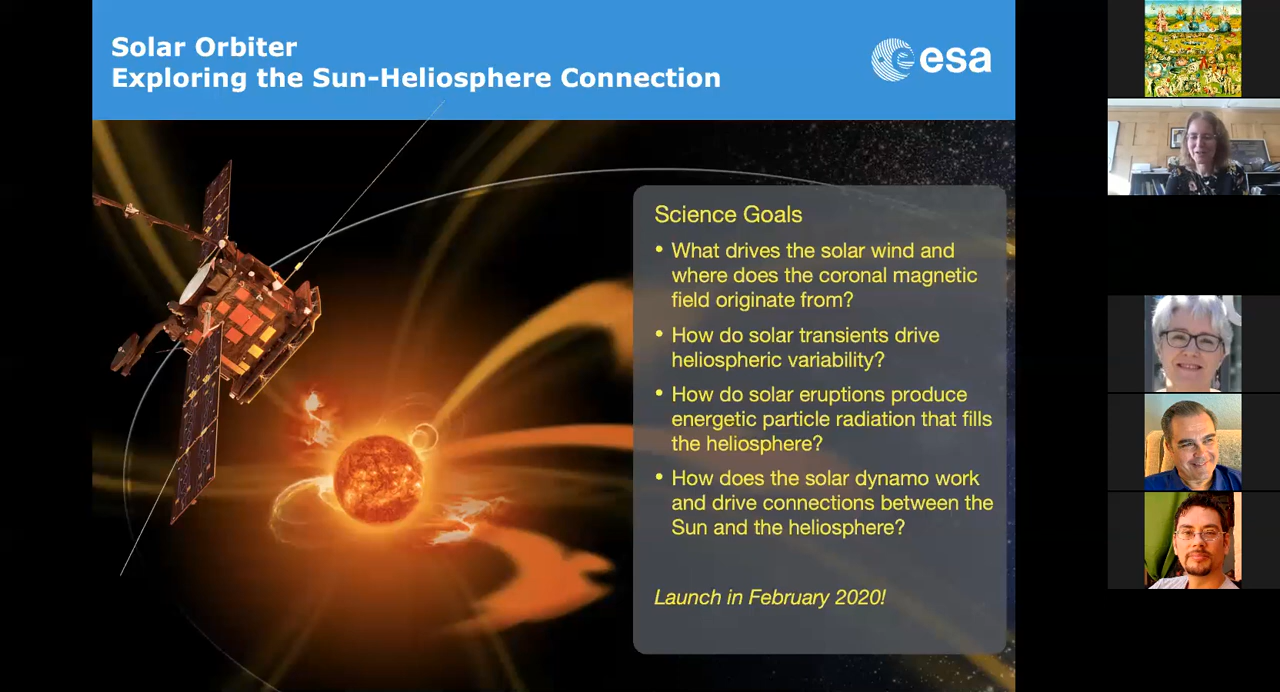 Solar Orbiter
Exploring the Sun-Heliosphere Connection
esa
Science Goals
• What drives the solar wind and
where does the coronal magnetic
field originate from?
• How do solar transients drive
heliospheric variability?
• How do solar eruptions produce
energetic particle radiation that fills
the heliosphere?
• How does the solar dynamo work
and drive connections between the
Sun and the heliosphere?
Launch in February 2020!